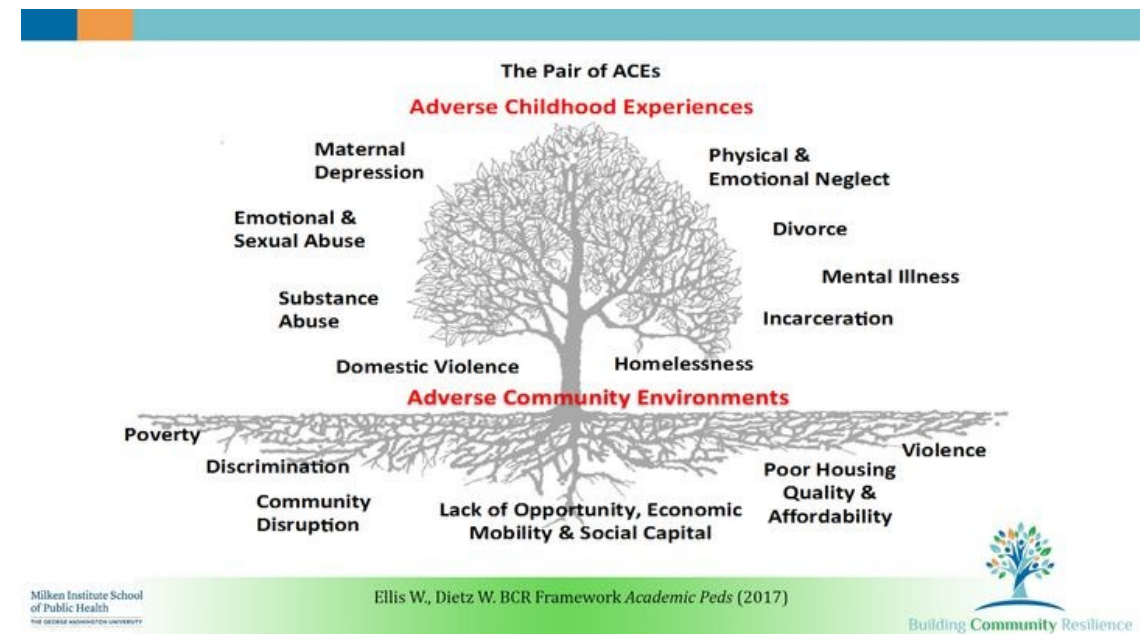 The Pair of ACEs
Adverse Childhood Experiences
Maternal
Depression
Physical &
Emotional Neglect
Emotional &
Sexual Abuse
Divorce
Mental Illness
Substance
Abuse
Incarceration
Domestic Violence
Homelessness
Adverse Community Environments
Poverty
Violence
Discrimination
Poor Housing
Quality &
Affordability
Community
Disruption
Lack of Opportunity, Economic
Mobility & Social Capital
Milken Institute School
of Public Health
THE GEORGE WASHINGTON UNIVERSITY
Ellis W., Dietz W. BCR Framework Academic Peds (2017)
Building Community Resilience